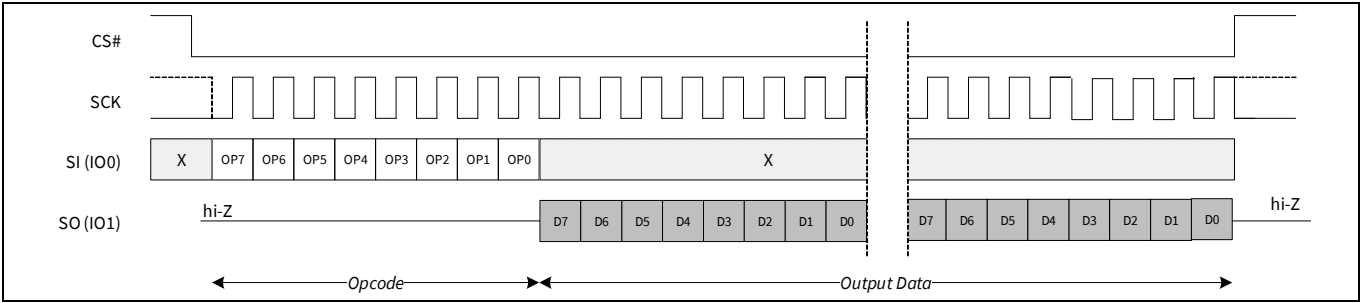 CS#
SCK
SI (IO0) X OP7 OP6 OP5 OP4 OP3 OP2 OP1 OP0 X
SO (IO1) hi-Z D7 D6 D5 D4 D3 D2 D1 D0 D7 D6 D5 D4 D3 D2 D1 D0 hi-Z
Opcode Output Data